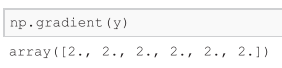 np.gradient(y)
array([2., 2., 2., 2., 2., 2.])